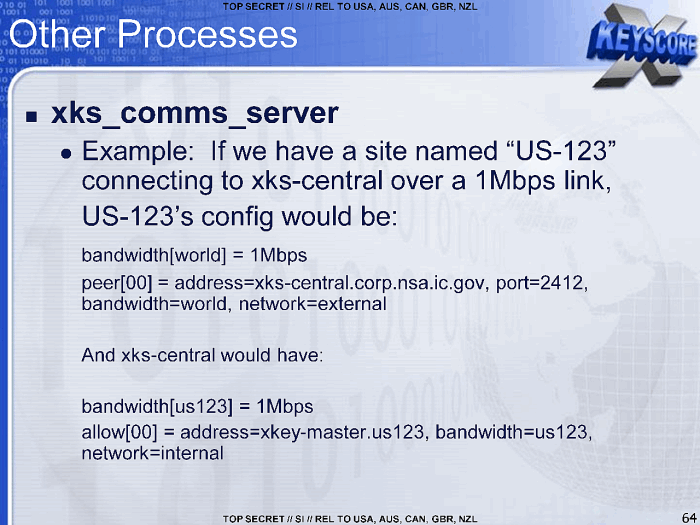 TOP SECRET // SI // REL TO USA, AUS, CAN, GBR, NZL
Other Processes
X
KEYSCORE
xks_comms_server
Example: If we have a site named “US-123”
connecting to xks-central over a 1Mbps link,
US-123’s config would be:
bandwidth[world] = 1Mbps
peer[00] = address=xks-central.corp.nsa.ic.gov, port=2412,
bandwidth=world, network=external
And xks-central would have:
bandwidth[us123] = 1Mbps
allow[00] = address=xkey-master.us123, bandwidth=us123,
network=internal
TOP SECRET // SI // REL TO USA, AUS, CAN, GBR, NZL
64